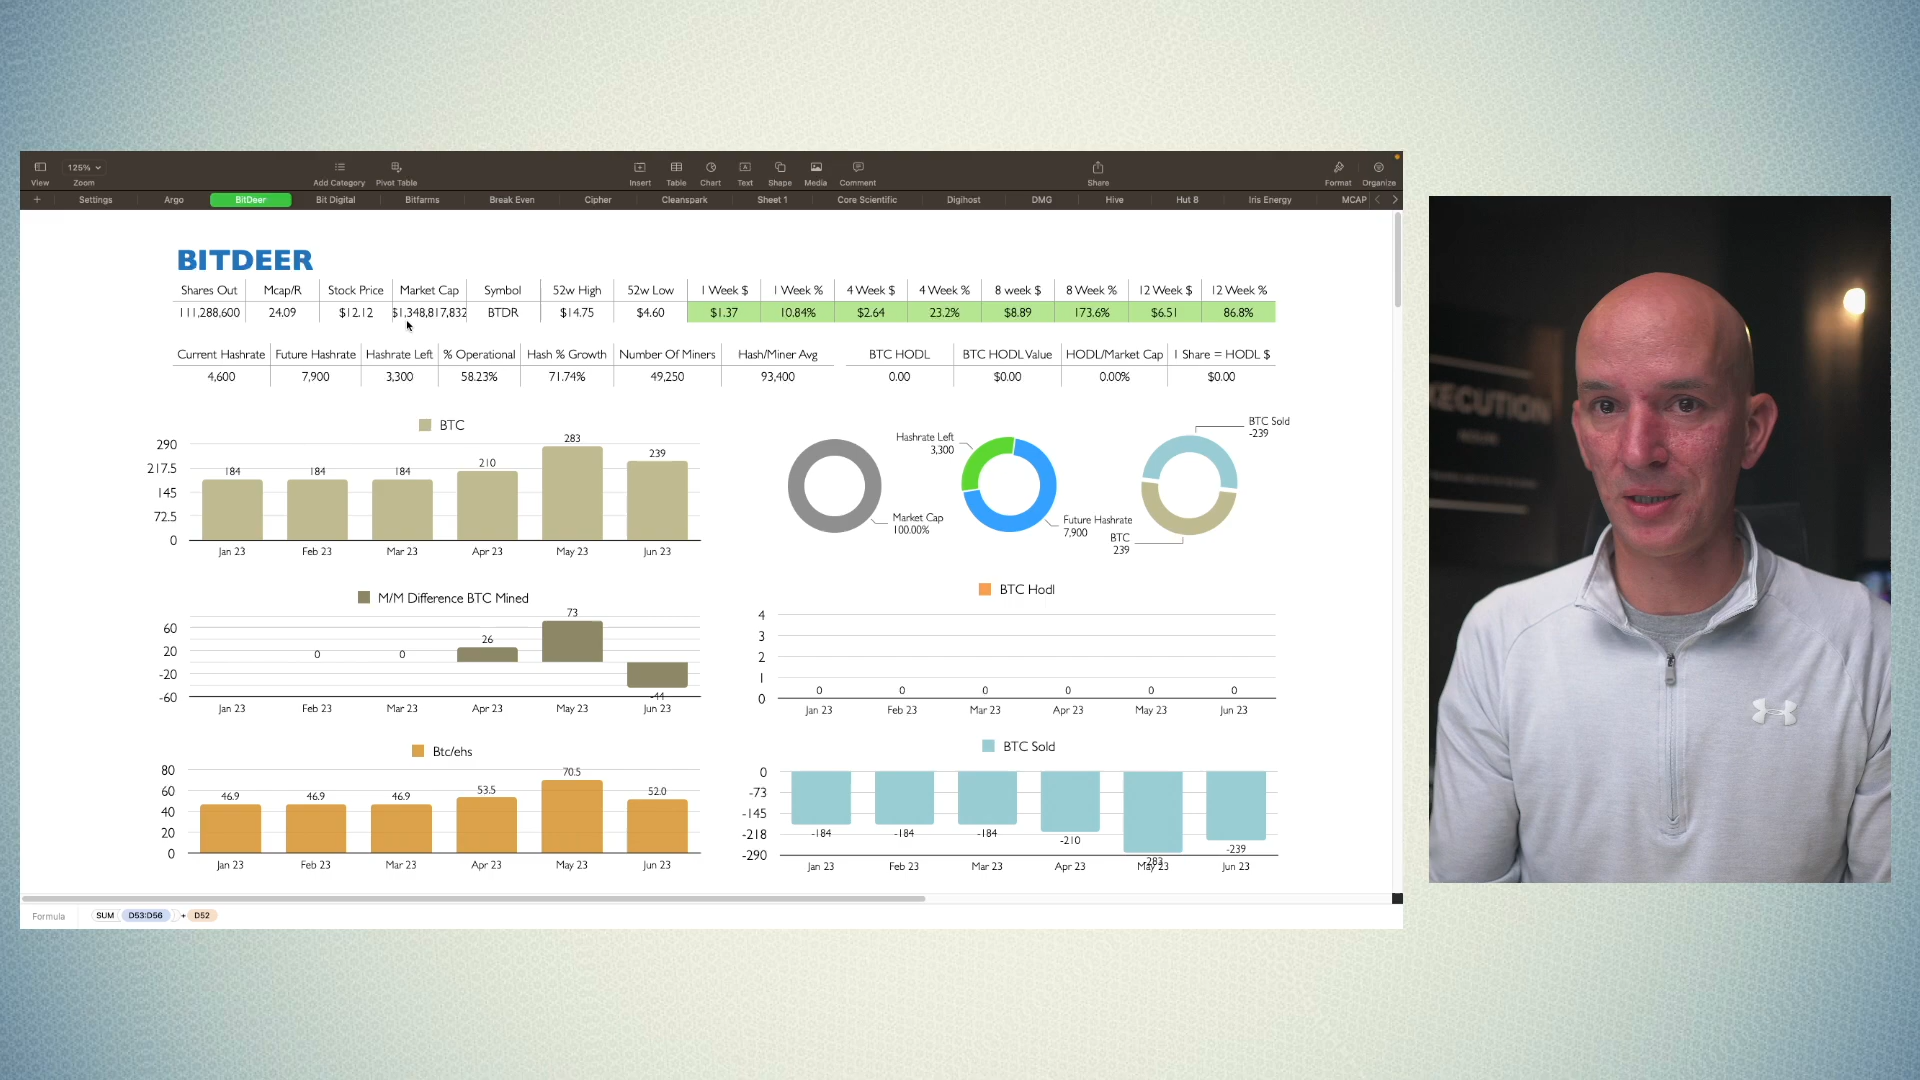 View
125%
Zoom
Add Category
Pivot Table
Insert
Table
Chart
Text
Shape
Media
Comment
Share
Format
Organize
+ Settings Argo BitDeer Bit Digital Bitfarms Break Even Cipher Cleanspark Sheet 1 Core Scientific Digihost DMG Hive Hut 8 Iris Energy MCAP
BITDEER
Shares Out Mcap/R Stock Price Market Cap Symbol 52w High 52w Low 1 Week $ 1 Week % 4 Week $ 4 Week % 8 week $ 8 Week % 12 Week $ 12 Week %
111,288,600 24.09 $12.12 $1,348,817,832 BTDR $14.75 $4.60 $1.37 10.84% $2.64 23.2% $8.89 173.6% $6.51 86.8%
Current Hashrate Future Hashrate Hashrate Left % Operational Hash % Growth Number Of Miners Hash/Miner Avg
4,600 7,900 3,300 58.23% 71.74% 49,250 93,400
BTC HODL BTC HODL Value HODL/Market Cap 1 Share = HODL $
0.00 $0.00 0.00% $0.00
BTC
290
217.5
145
72.5
0
184 184 184 210 283 239
Jan 23 Feb 23 Mar 23 Apr 23 May 23 Jun 23
Market Cap
100.00%
Hashrate Left
3,300
Future Hashrate
7,900
BTC Sold
-239
BTC
239
M/M Difference BTC Mined
60
20
-20
-60
0 0 26 73 -44
Jan 23 Feb 23 Mar 23 Apr 23 May 23 Jun 23
BTC Hodl
4
3
2
1
0
0 0 0 0 0 0
Jan 23 Feb 23 Mar 23 Apr 23 May 23 Jun 23
Btc/ehs
80
60
40
20
0
46.9 46.9 46.9 53.5 70.5 52.0
Jan 23 Feb 23 Mar 23 Apr 23 May 23 Jun 23
BTC Sold
0
-73
-145
-218
-290
-184 -184 -184 -210 -283 -239
Jan 23 Feb 23 Mar 23 Apr 23 May 23 Jun 23
Formula SUM D53:D56 + D52
XECUTION